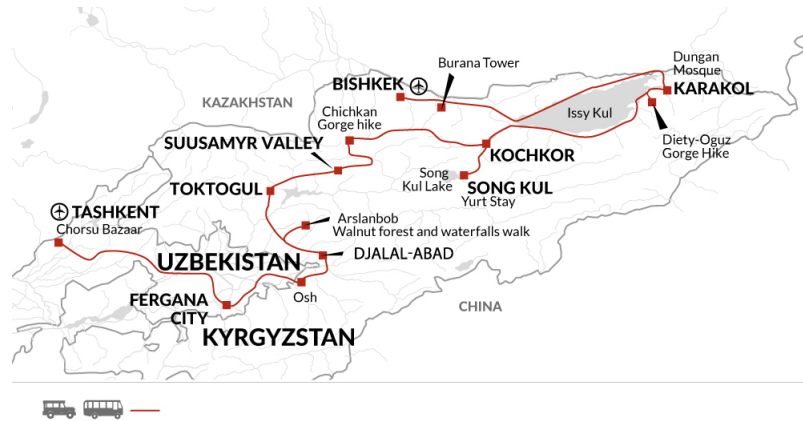 Burana Tower
Dungan
Mosque
BISHKEK
KARAKOL
KAZAKHSTAN
Chichkan
Gorge hike
Issy Kul
SUUSAMYR VALLEY
Diety-Oguz
Gorge Hike
KOCHKOR
Song
Kul Lake
SONG KUL
Yurt Stay
TOKTOGUL
TASHKENT
Chorsu Bazaar
Arslanbob
Walnut forest and waterfalls walk
DJALAL-ABAD
UZBEKISTAN
FERGANA
CITY
Osh
CHINA
KYRGYZSTAN